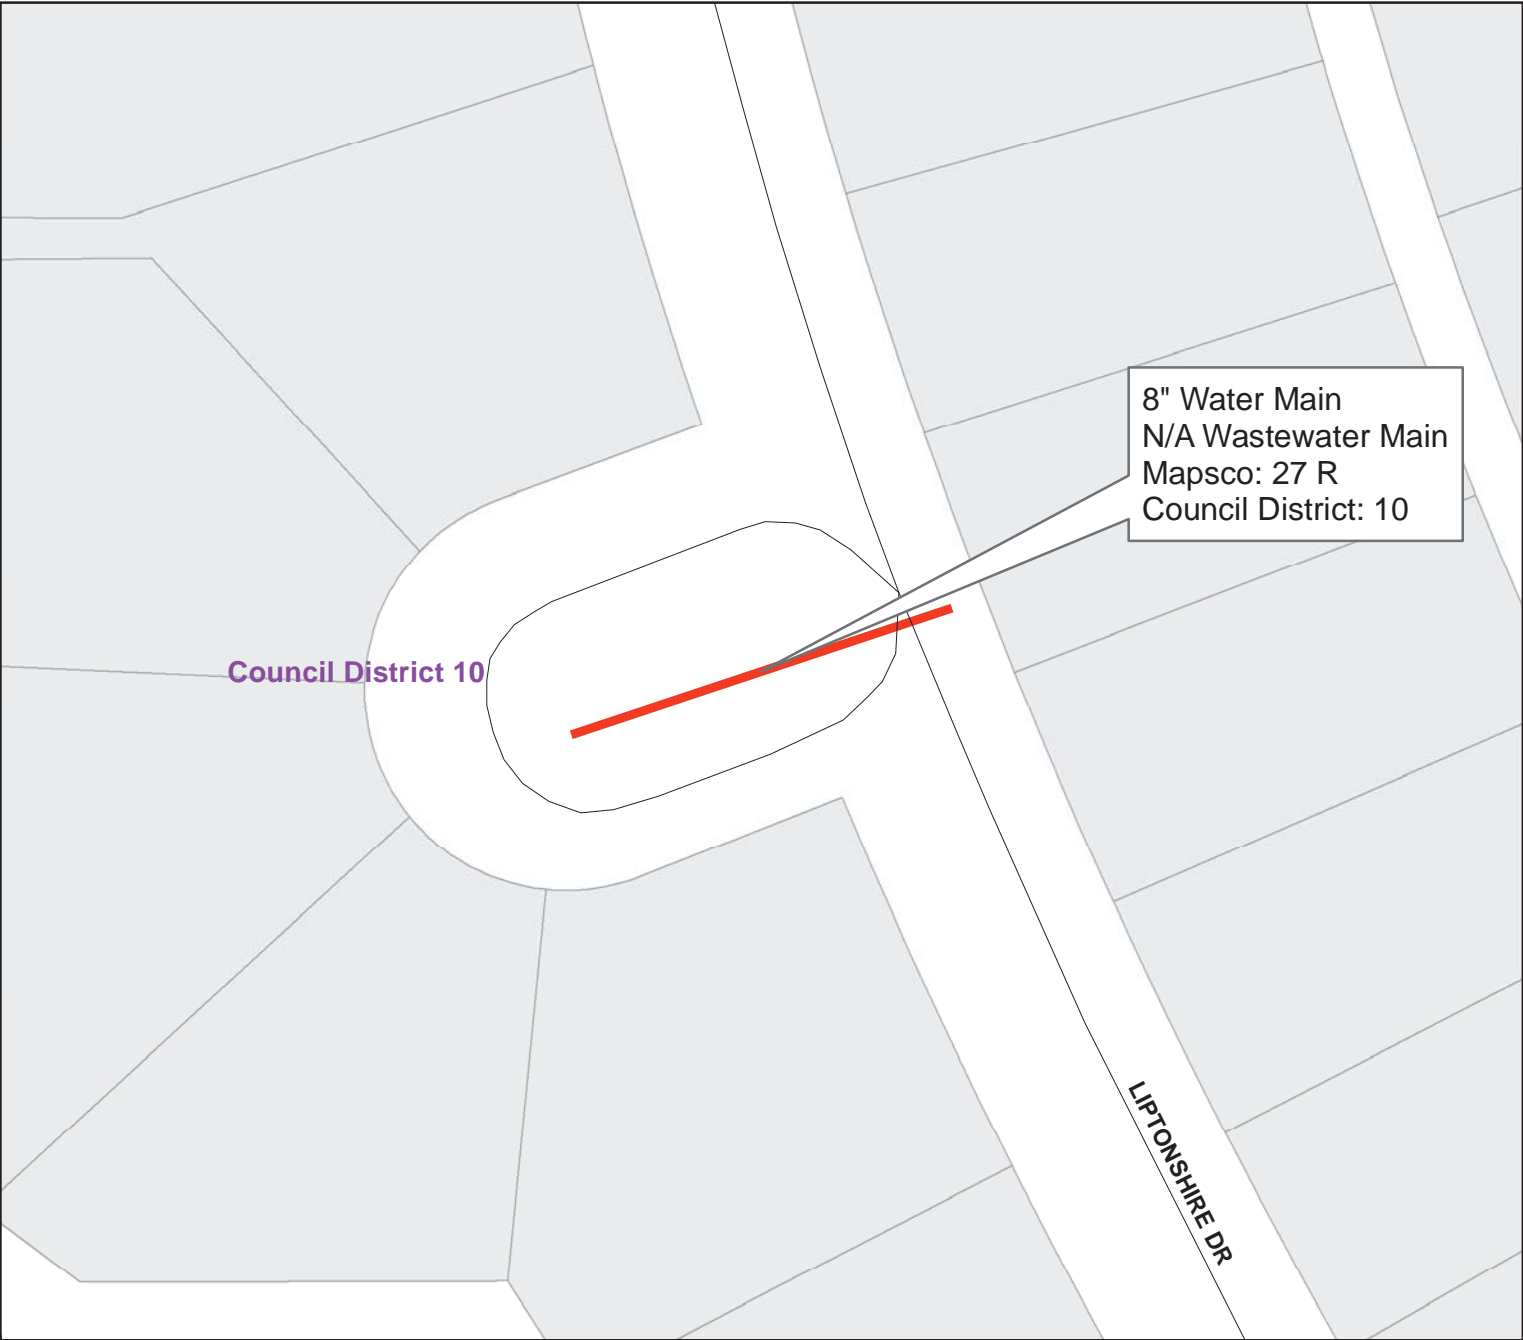 8" Water Main
N/A Wastewater Main
Mapsco: 27 R
Council District: 10
Council District 10
LIPTONSHIRE DR